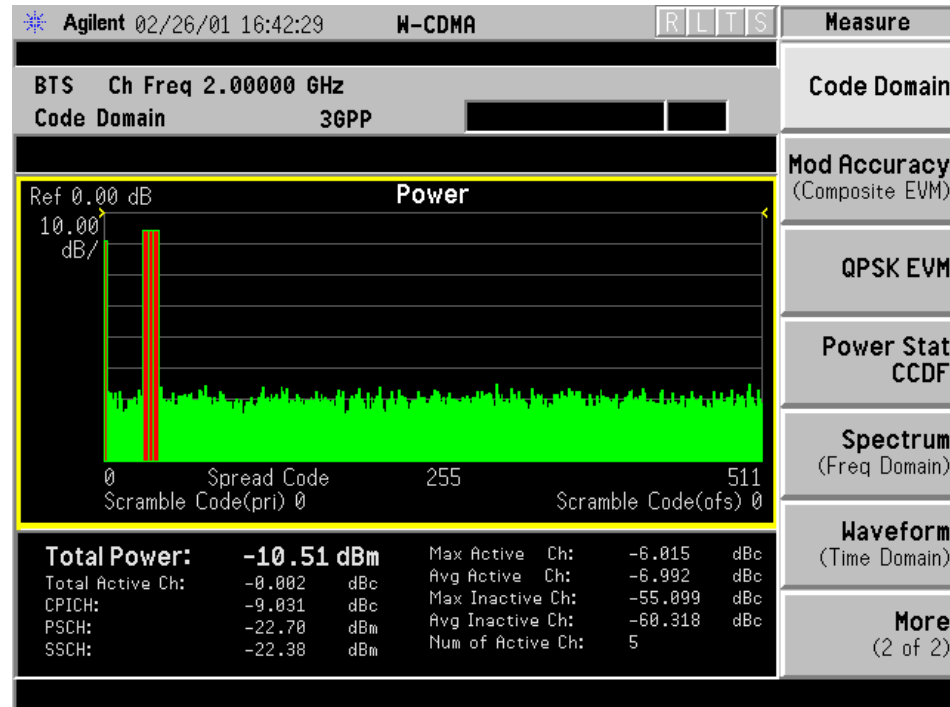 Agilent 02/26/01 16:42:29 W-CDMA R L T S Measure
BTS Ch Freq 2.00000 GHz
Code Domain 3GPP
Code Domain
Mod Accuracy
(Composite EVM)
QPSK EVM
Power Stat
CCDF
Spectrum
(Freq Domain)
Waveform
(Time Domain)
More
(2 of 2)
Ref 0.00 dB Power
10.00
dB/
0 Spread Code 255 511
Scramble Code(pri) 0 Scramble Code(ofs) 0
Total Power: -10.51 dBm
Total Active Ch: -0.002 dBc
CPICH: -9.031 dBc
PSCH: -22.70 dBm
SSCH: -22.38 dBm
Max Active Ch: -6.015 dBc
Avg Active Ch: -6.992 dBc
Max Inactive Ch: -55.099 dBc
Avg Inactive Ch: -60.318 dBc
Num of Active Ch: 5